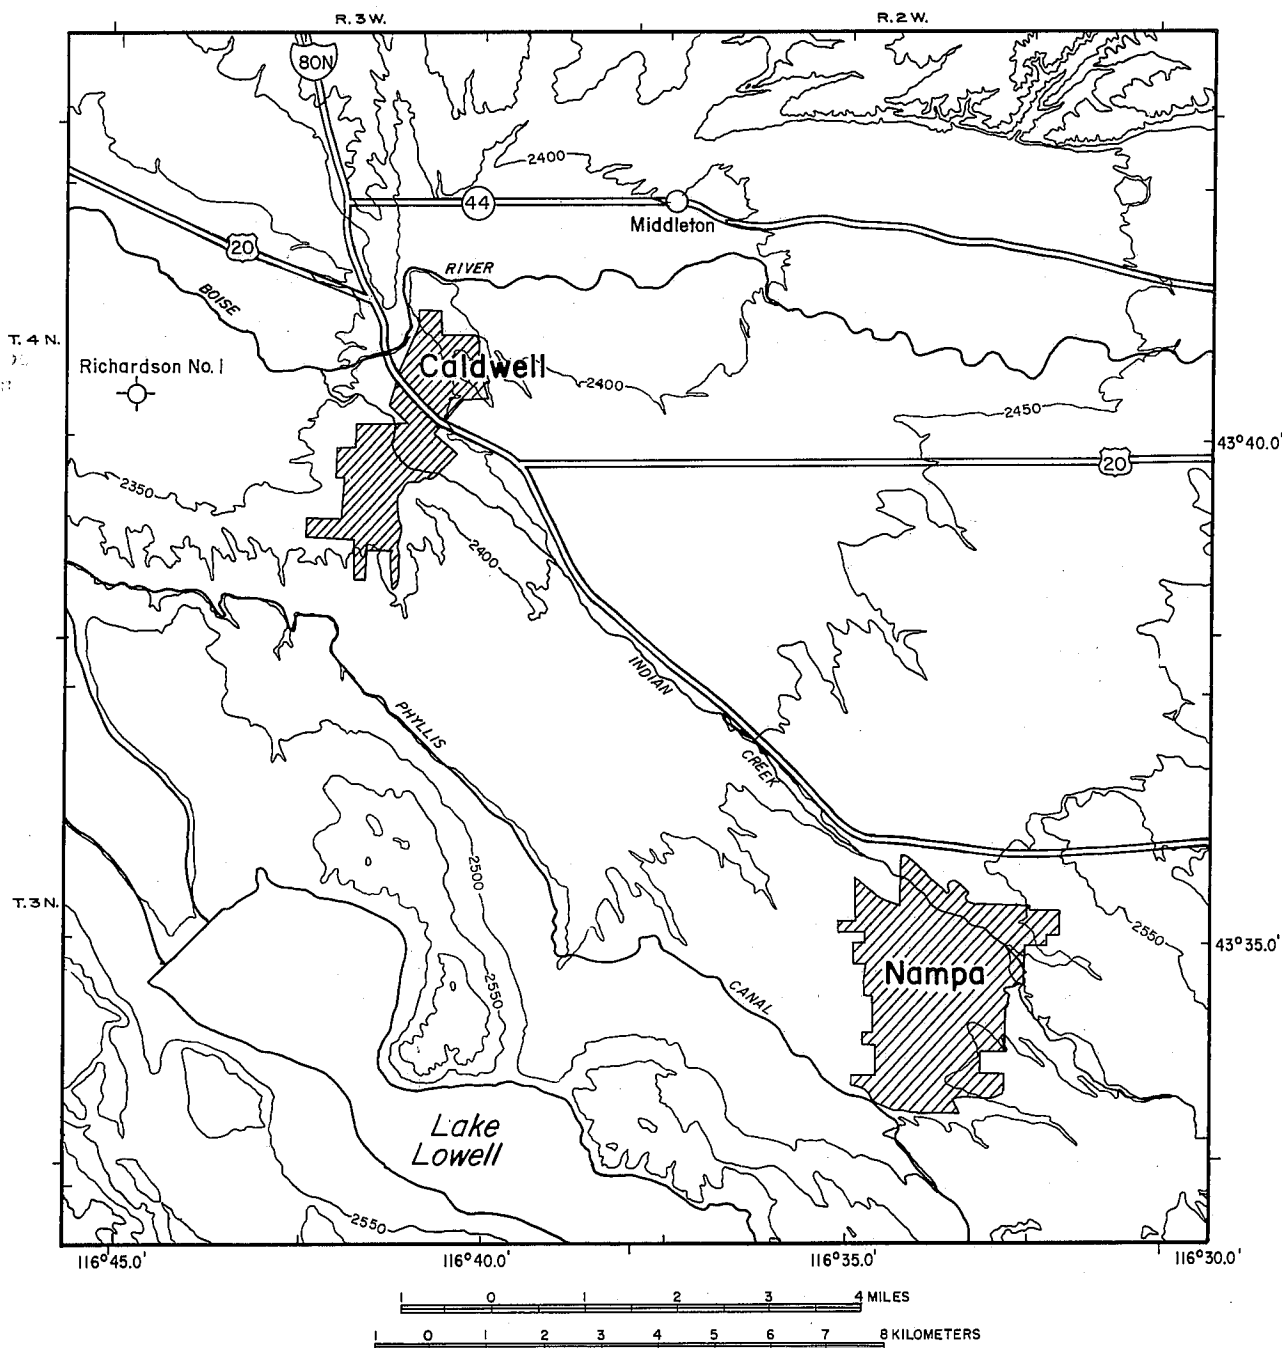 R. 3 W. R. 2 W.
80N
2400
44
Middleton
20
RIVER
BOISE
T. 4 N.
Richardson No. 1
Caldwell
2400
2450
43°40.0'
20
2350
2400
INDIAN
PHYLLIS
CREEK
2500
T. 3 N.
2550
43°35.0'
Nampa
2550
CANAL
Lake
Lowell
2550
116°45.0' 116°40.0' 116°35.0' 116°30.0'
1 0 1 2 3 4 MILES
1 0 1 2 3 4 5 6 7 8 KILOMETERS